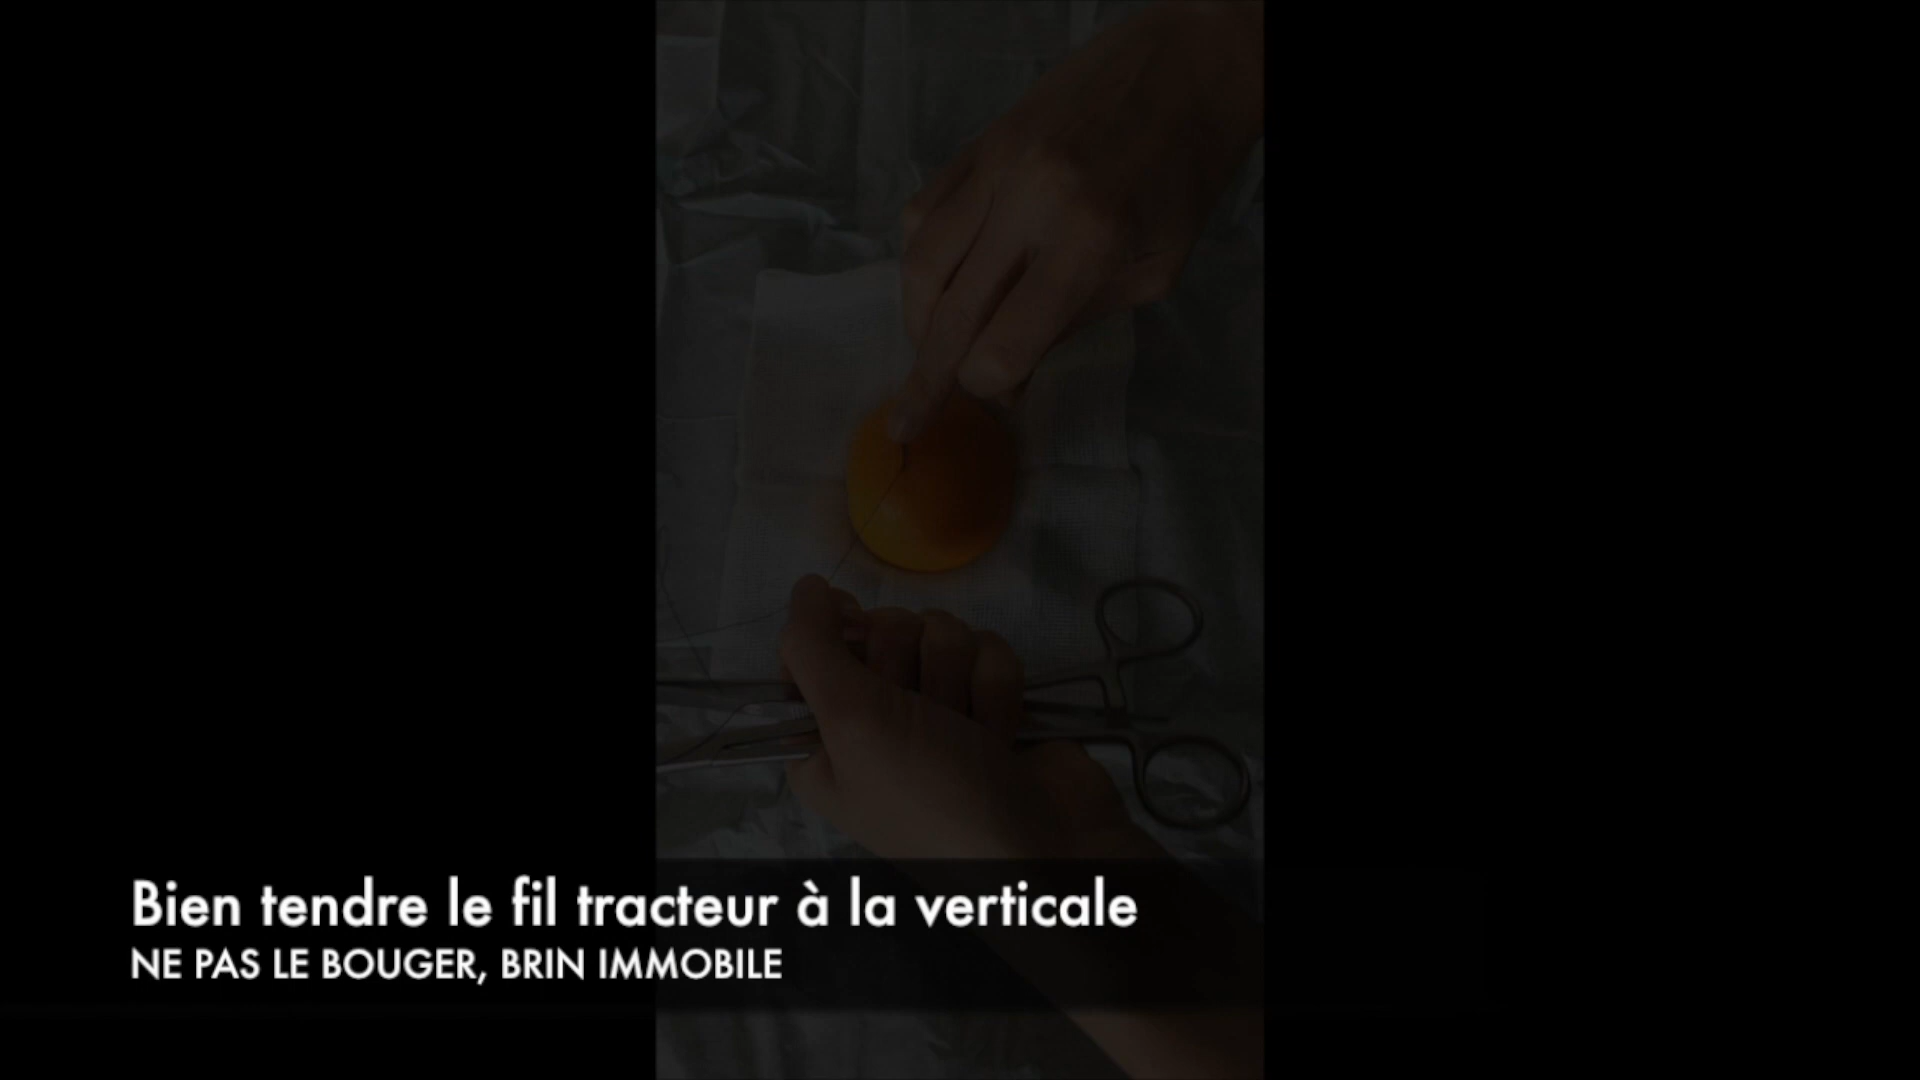 Bien tendre le fil tracteur à la verticale
NE PAS LE BOUGER, BRIN IMMOBILE